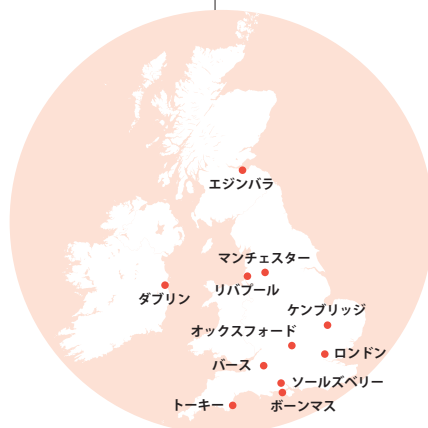 エジンバラ
マンチェスター
リバプール
ダブリン
ケンブリッジ
オックスフォード
ロンドン
バース
ソールズベリー
トーキー
ボーンマス